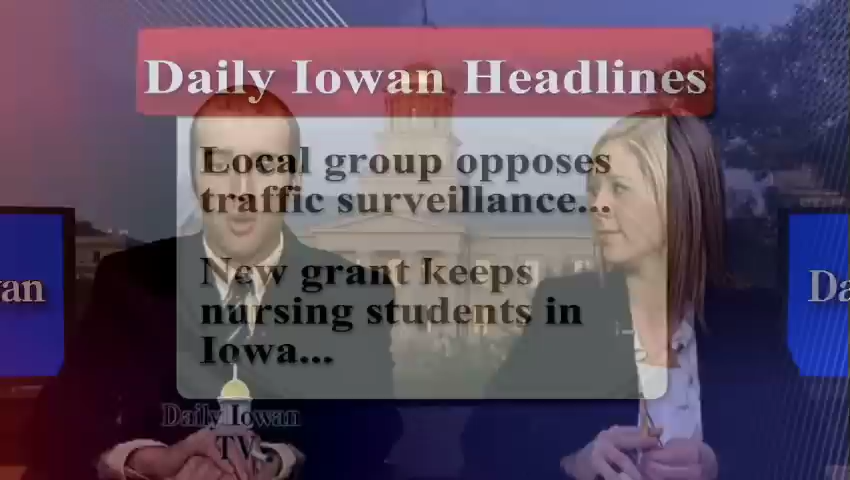 Daily Iowan Headlines
Local group opposes
traffic surveillance...
New grant keeps
nursing students in
Iowa...
Daily Iowan
TV
an
Da